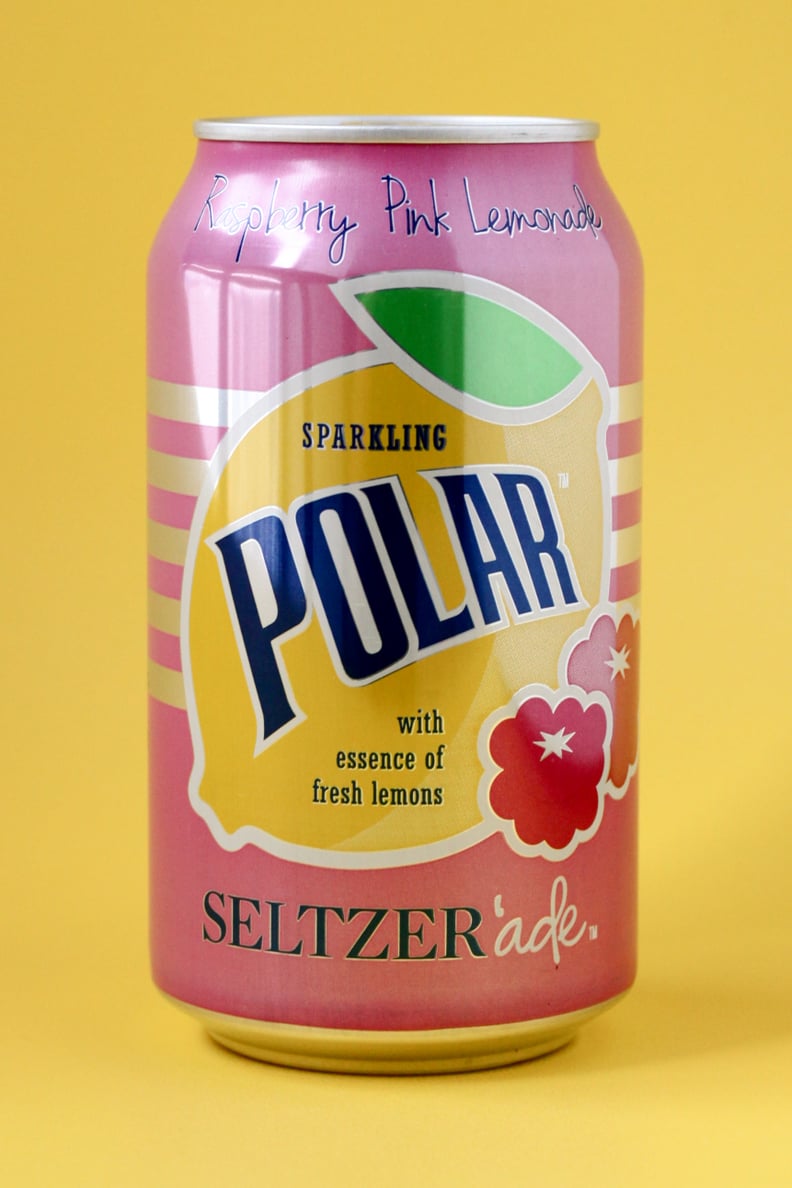 Raspberry Pink Lemonade
SPARKLING
POLAR™
with
essence of
fresh lemons
SELTZER'ade™